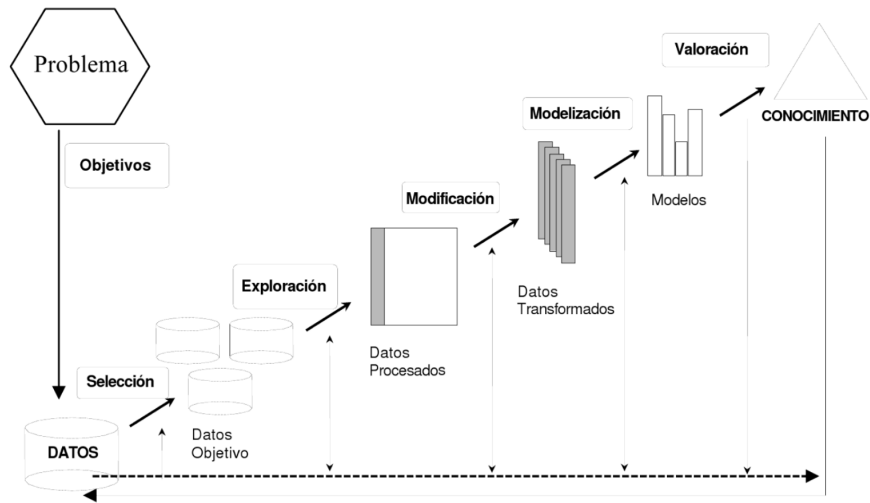 Problema
Objetivos
DATOS
Selección
Datos
Objetivo
Exploración
Datos
Procesados
Modificación
Datos
Transformados
Modelización
Modelos
Valoración
CONOCIMIENTO